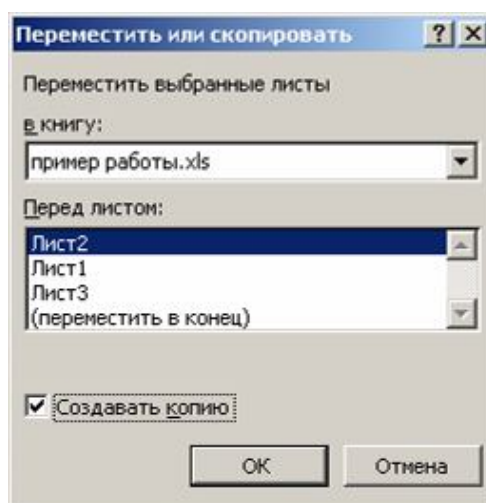 Переместить или скопировать
Переместить выбранные листы
в книгу:
пример работы.xls
Перед листом:
Лист2
Лист1
Лист3
(переместить в конец)
Создавать копию
ОК Отмена